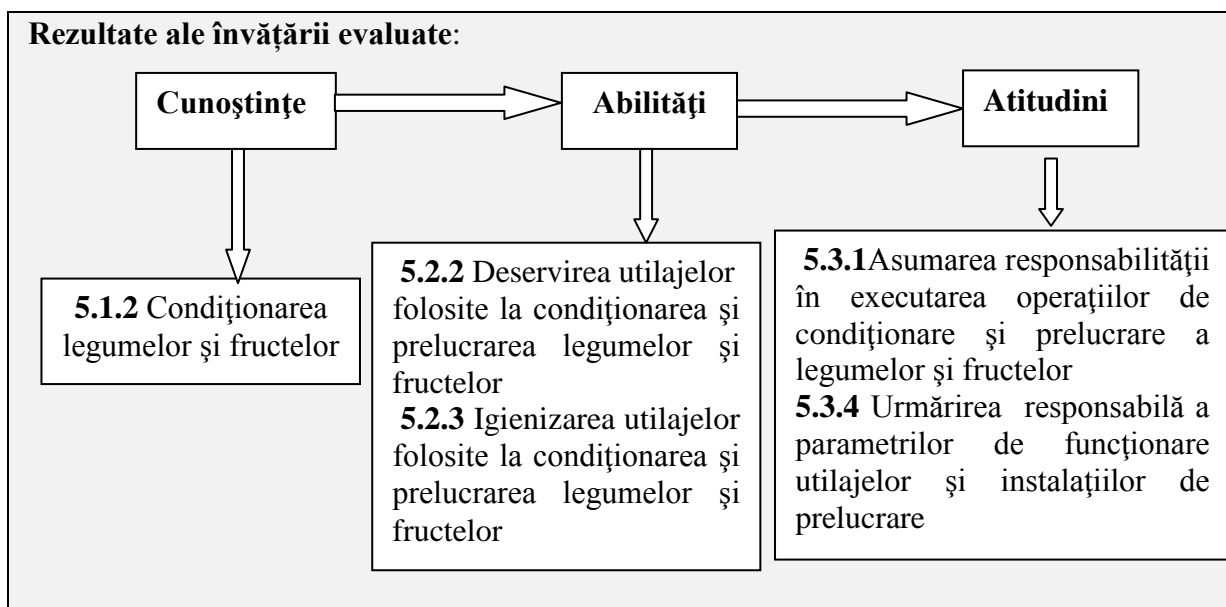 Rezultate ale învățării evaluate:
Cunoştinţe
Abilităţi
Atitudini
5.1.2 Condiţionarea
legumelor şi fructelor
5.2.2 Deservirea utilajelor
folosite la condiţionarea şi
prelucrarea legumelor şi
fructelor
5.2.3 Igienizarea utilajelor
folosite la condiţionarea şi
prelucrarea legumelor şi
fructelor
5.3.1Asumarea responsabilităţii
în executarea operaţiilor de
condiţionare şi prelucrare a
legumelor şi fructelor
5.3.4 Urmărirea responsabilă a
parametrilor de funcţionare
utilajelor şi instalaţiilor de
prelucrare